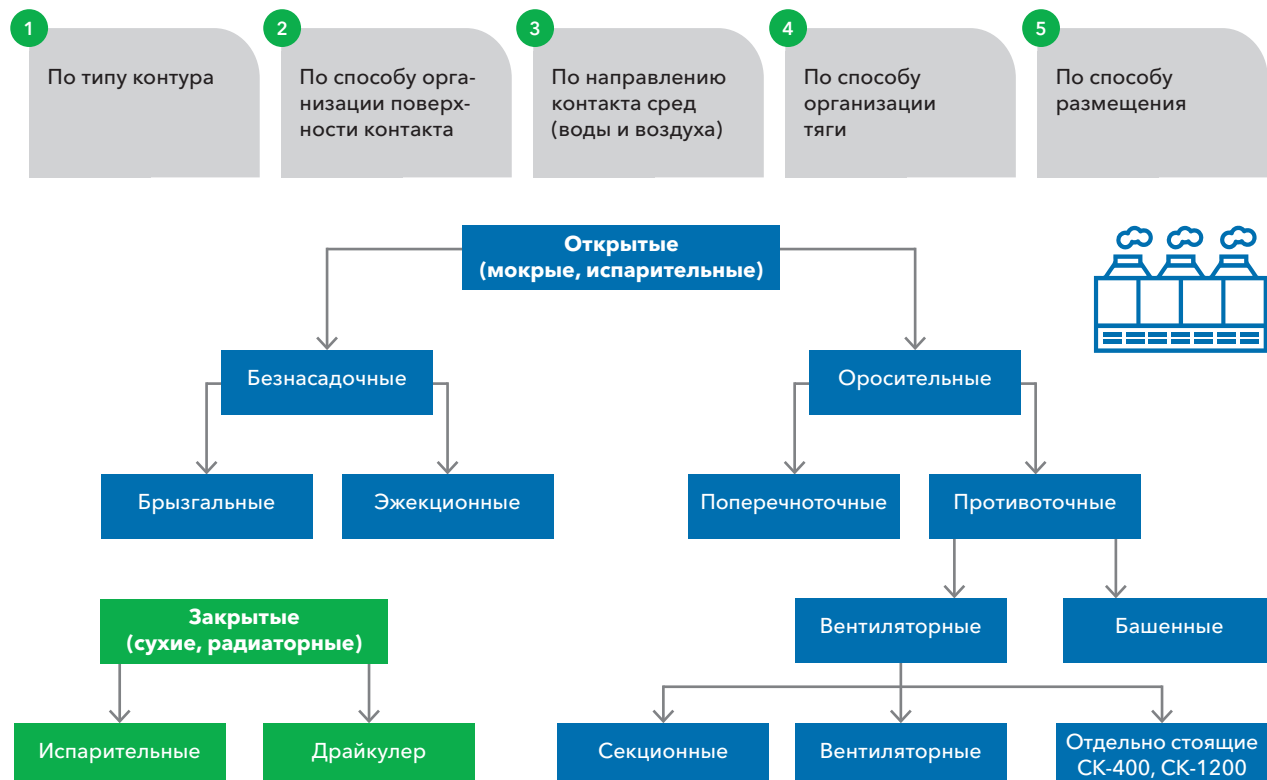 1
По типу контура
2
По способу орга-
низации поверх-
ности контакта
3
По направлению
контакта сред
(воды и воздуха)
4
По способу
организации
тяги
5
По способу
размещения
Открытые
(мокрые, испарительные)
Безнасадочные
Оросительные
Брызгальные
Эжекционные
Поперечноточные
Противоточные
Закрытые
(сухие, радиаторные)
Вентиляторные
Башенные
Испарительные
Драйкулер
Секционные
Вентиляторные
Отдельно стоящие
СК-400, СК-1200